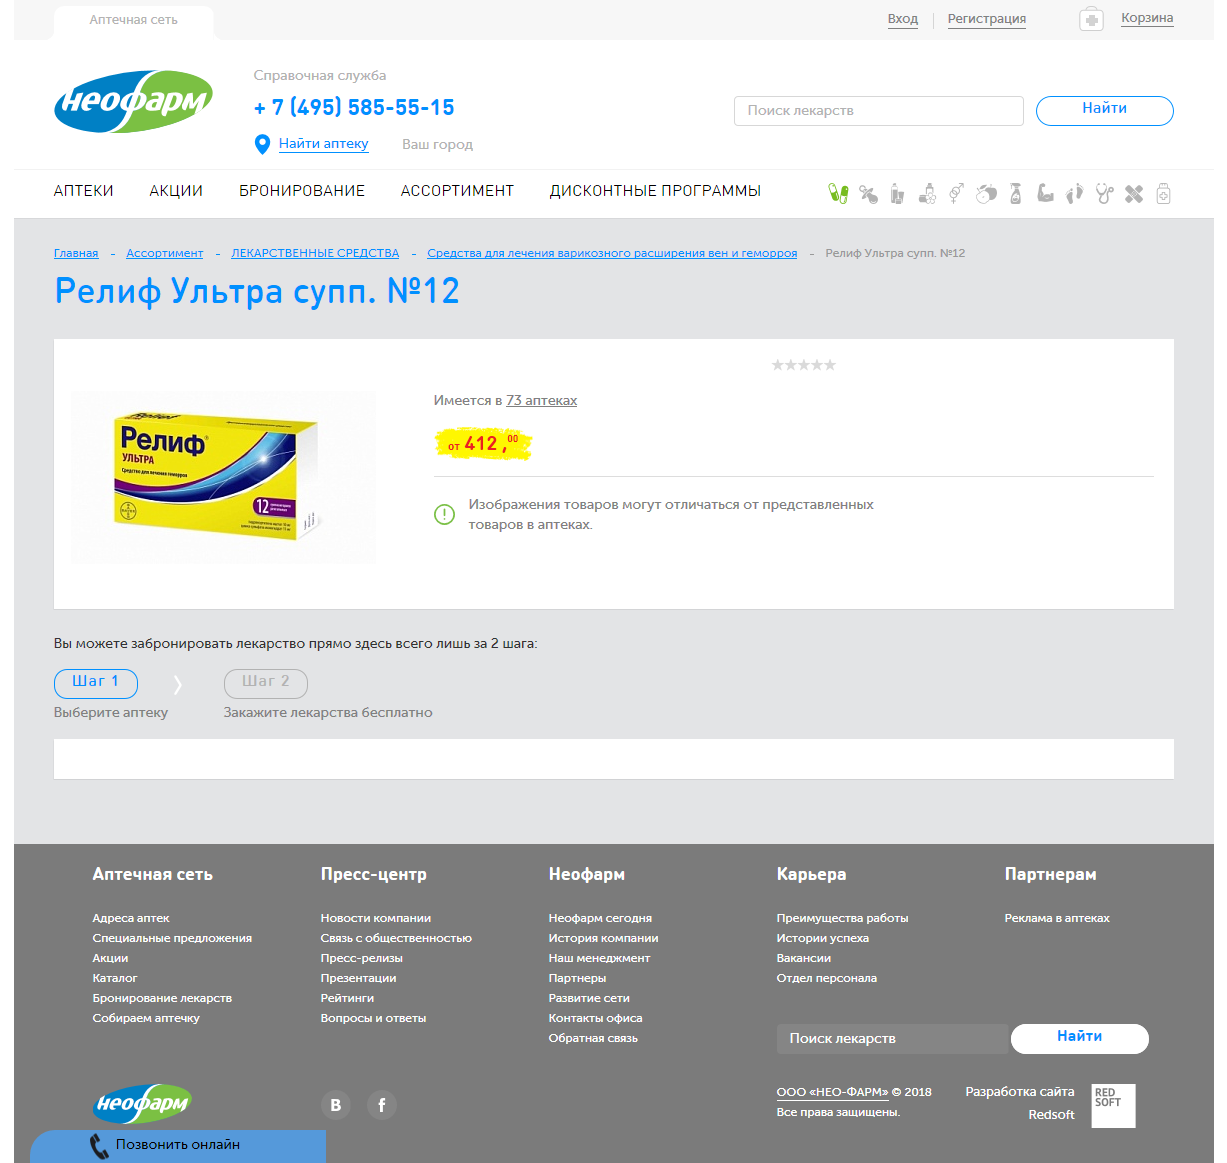 Аптечная сеть
Вход
Регистрация
Корзина
неофарм
Справочная служба
+ 7 (495) 585-55-15
Найти аптеку
Ваш город
Поиск лекарств
Найти
АПТЕКИ
АКЦИИ
БРОНИРОВАНИЕ
АССОРТИМЕНТ
ДИСКОНТНЫЕ ПРОГРАММЫ
Главная - Ассортимент - ЛЕКАРСТВЕННЫЕ СРЕДСТВА - Средства для лечения варикозного расширения вен и геморроя - Релиф Ультра супп. №12
Релиф Ультра супп. №12
Релиф
Релиф®
УЛЬТРА
Средство для лечения геморроя
12
Имеется в 73 аптеках
от 412 ,00
Изображения товаров могут отличаться от представленных
товаров в аптеках.
Вы можете забронировать лекарство прямо здесь всего лишь за 2 шага:
Шаг 1
Шаг 2
Выберите аптеку
Закажите лекарства бесплатно
Аптечная сеть
Адреса аптек
Специальные предложения
Акции
Каталог
Бронирование лекарств
Собираем аптечку
Пресс-центр
Новости компании
Связь с общественностью
Пресс-релизы
Презентации
Рейтинги
Вопросы и ответы
Неофарм
Неофарм сегодня
История компании
Наш менеджмент
Партнеры
Развитие сети
Контакты офиса
Обратная связь
Карьера
Преимущества работы
Истории успеха
Вакансии
Отдел персонала
Партнерам
Реклама в аптеках
Поиск лекарств
Найти
неофарм
B
f
ООО «НЕО-ФАРМ» © 2018
Все права защищены.
Разработка сайта
Redsoft
RED
SOFT
Позвонить онлайн